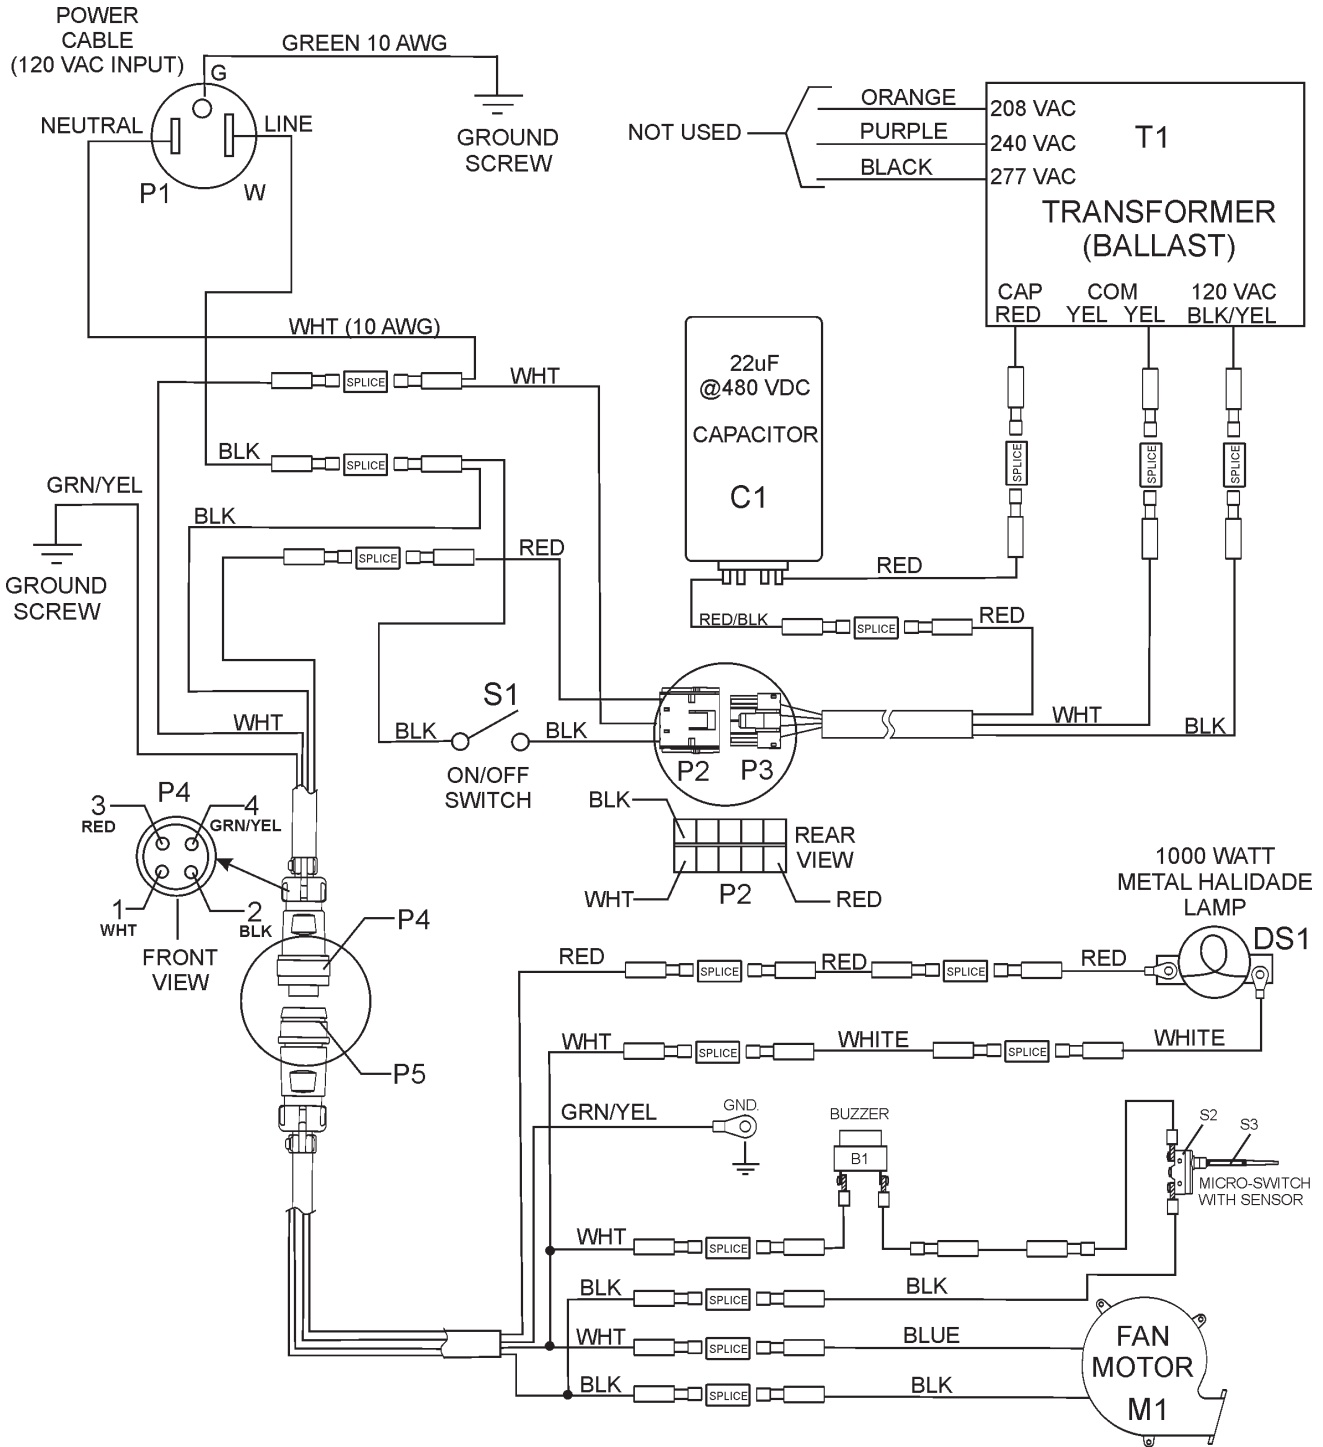 POWER
CABLE
(120 VAC INPUT)
GREEN 10 AWG
G
NEUTRAL
LINE
P1
W
GROUND
SCREW
NOT USED
ORANGE
PURPLE
BLACK
208 VAC
240 VAC
277 VAC
T1
TRANSFORMER
(BALLAST)
CAP
RED
COM
YEL YEL
120 VAC
BLK/YEL
WHT (10 AWG)
SPLICE
WHT
BLK
SPLICE
GRN/YEL
BLK
SPLICE
RED
GROUND
SCREW
22uF
@480 VDC
CAPACITOR
C1
SPLICE
SPLICE
SPLICE
RED
RED/BLK
SPLICE
RED
WHT
S1
BLK
BLK
ON/OFF
SWITCH
P2
P3
WHT
BLK
P4
3
RED
4
GRN/YEL
1
WHT
2
BLK
FRONT
VIEW
P4
P5
BLK
REAR
VIEW
WHT
P2
RED
1000 WATT
METAL HALIDADE
LAMP
DS1
RED
SPLICE
RED
SPLICE
RED
WHT
SPLICE
WHITE
SPLICE
WHITE
GRN/YEL
GND.
BUZZER
B1
S2
S3
MICRO-SWITCH
WITH SENSOR
WHT
SPLICE
BLK
SPLICE
BLK
WHT
SPLICE
BLUE
BLK
SPLICE
BLK
FAN
MOTOR
M1